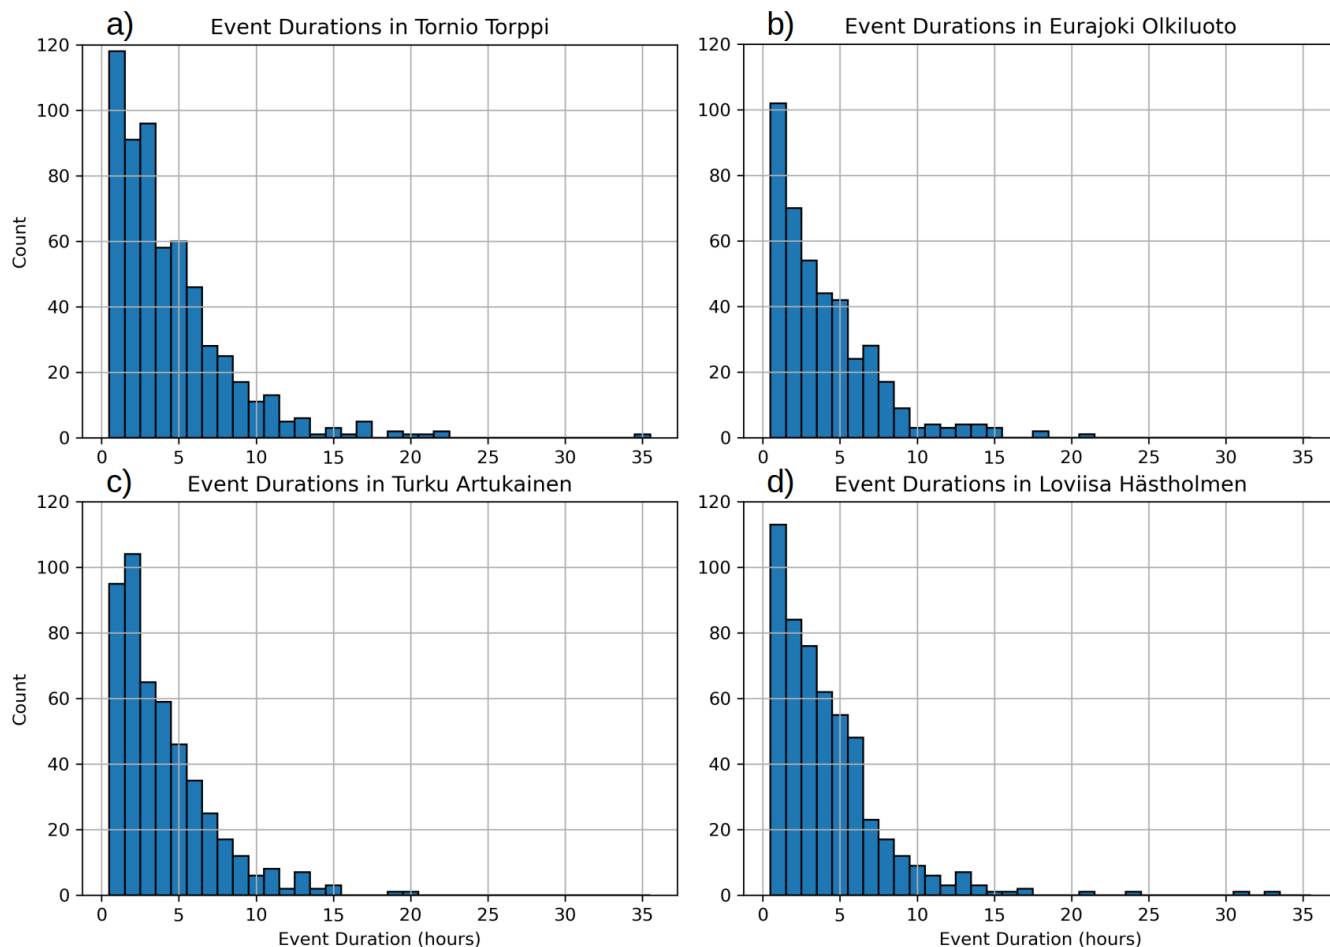 a) Event Durations in Tornio Torppi
120
100
80
60
40
20
0
Count
0 5 10 15 20 25 30 35
b) Event Durations in Eurajoki Olkiluoto
120
100
80
60
40
20
0
0 5 10 15 20 25 30 35
c) Event Durations in Turku Artukainen
120
100
80
60
40
20
0
Count
0 5 10 15 20 25 30 35
Event Duration (hours)
d) Event Durations in Loviisa Hästholmen
120
100
80
60
40
20
0
0 5 10 15 20 25 30 35
Event Duration (hours)